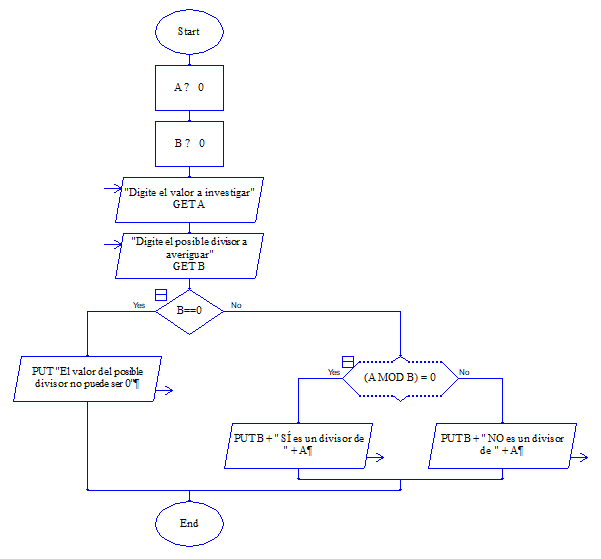 Start
A ? 0
B ? 0
"Digite el valor a investigar"
GET A
"Digite el posible divisor a
averiguar"
GET B
Yes
B==0
No
PUT "El valor del posible
divisor no puede ser 0"¶
Yes
(A MOD B) = 0
No
PUT B + " SÍ es un divisor de
" + A¶
PUT B + " NO es un divisor
de " + A¶
End